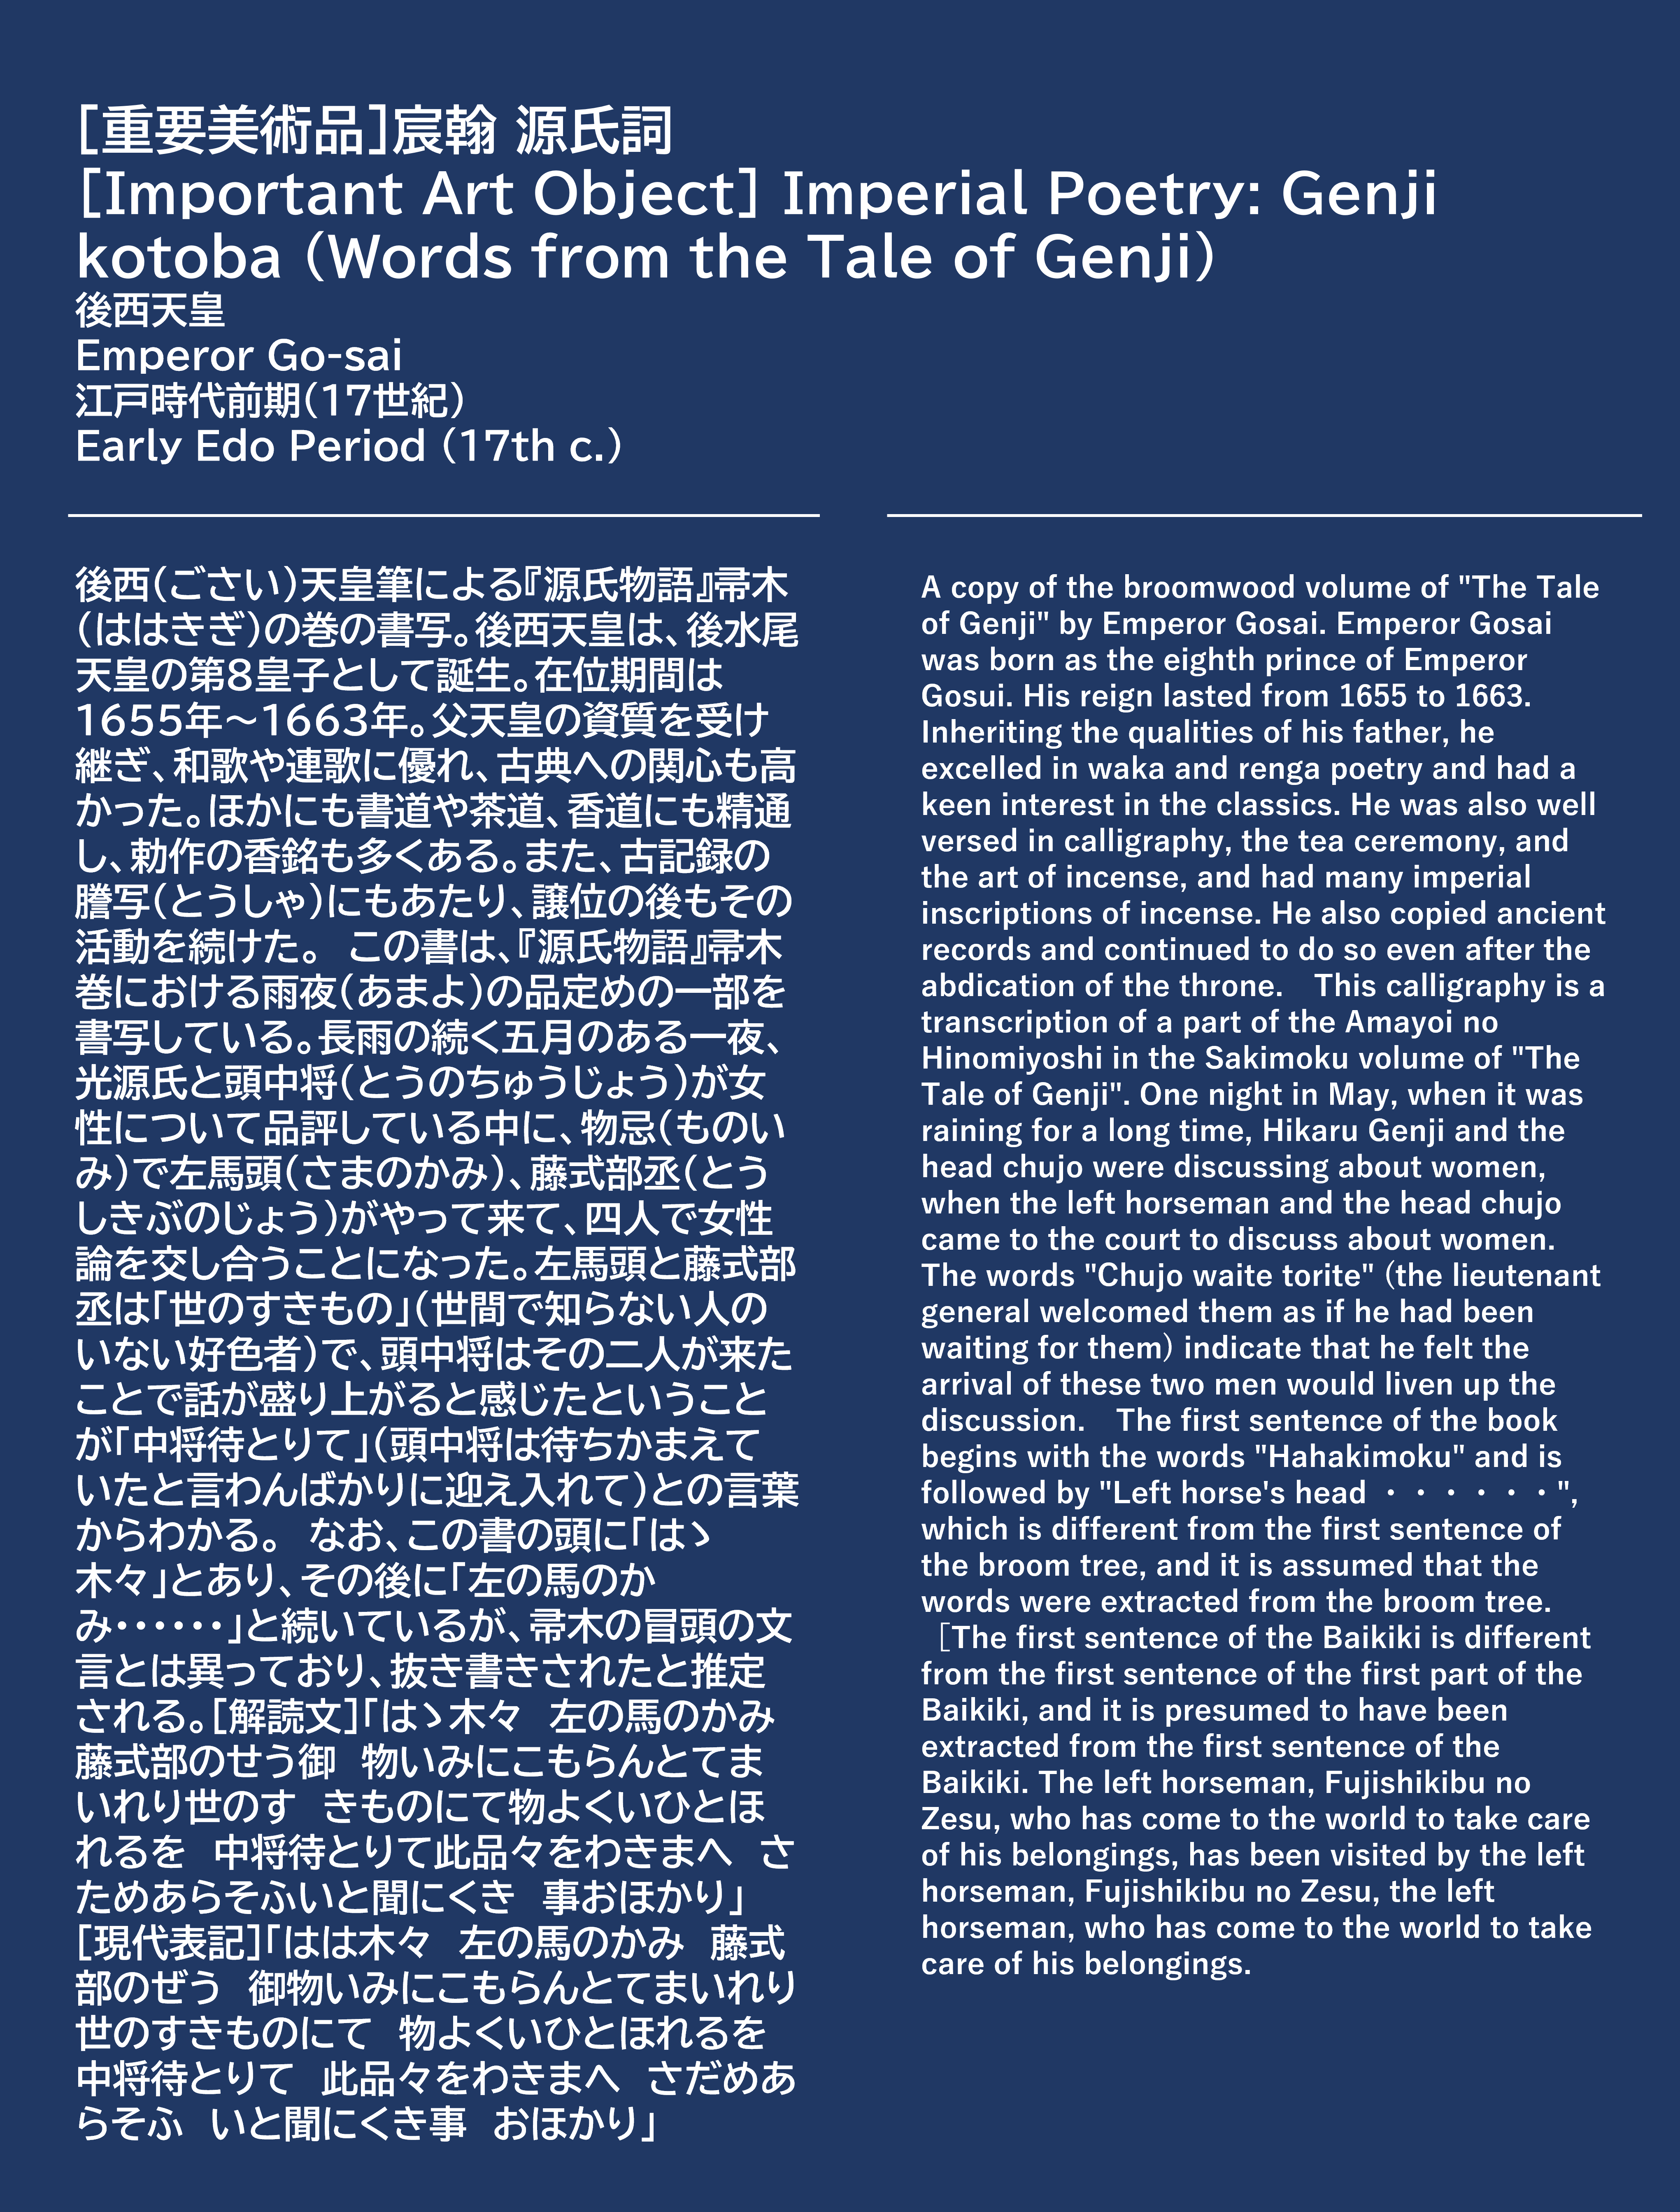 [重要美術品]宸翰 源氏詞
[Important Art Object] Imperial Poetry: Genji
kotoba (Words from the Tale of Genji)
後西天皇
Emperor Go-sai
江戸時代前期(17世紀)
Early Edo Period (17th c.)
後西(ごさい)天皇筆による『源氏物語』帚木
(ははきぎ)の巻の書写。後西天皇は、後水尾
天皇の第8皇子として誕生。在位期間は
1655年~1663年。父天皇の資質を受け
継ぎ、和歌や連歌に優れ、古典への関心も高
かった。ほかにも書道や茶道、香道にも精通
し、勅作の香銘も多くある。また、古記録の
謄写(とうしゃ)にもあたり、譲位の後もその
活動を続けた。 この書は、『源氏物語』帚木
巻における雨夜(あまよ)の品定めの一部を
書写している。長雨の続く五月のある一夜、
光源氏と頭中将(とうのちゅうじょう)が女
性について品評している中に、物忌(ものい
み)で左馬頭(さまのかみ)、藤式部丞(とう
しきぶのじょう)がやって来て、四人で女性
論を交し合うことになった。左馬頭と藤式部
丞は「世のすきもの」(世間で知らない人の
いない好色者)で、頭中将はその二人が来た
ことで話が盛り上がると感じたということ
が「中将待とりて」(頭中将は待ちかまえて
いたと言わんばかりに迎え入れて)との言葉
からわかる。 なお、この書の頭に「はゝ
木々」とあり、その後に「左の馬のか
み・・・・・・」と続いているが、帚木の冒頭の文
言とは異っており、抜き書きされたと推定
される。[解読文]「はゝ木々 左の馬のかみ
藤式部のせう御 物いみにこもらんとてま
いれり世のす きものにて物よくいひとほ
れるを 中将待とりて此品々をわきまへ さ
ためあらそふいと聞にくき 事おほかり」
[現代表記]「はは木々 左の馬のかみ 藤式
部のぜう 御物いみにこもらんとてまいれり
世のすきものにて 物よくいひとほれるを
中将待とりて 此品々をわきまへ さだめあ
らそふ いと聞にくき事 おほかり」
A copy of the broomwood volume of "The Tale
of Genji" by Emperor Gosai. Emperor Gosai
was born as the eighth prince of Emperor
Gosui. His reign lasted from 1655 to 1663.
Inheriting the qualities of his father, he
excelled in waka and renga poetry and had a
keen interest in the classics. He was also well
versed in calligraphy, the tea ceremony, and
the art of incense, and had many imperial
inscriptions of incense. He also copied ancient
records and continued to do so even after the
abdication of the throne. This calligraphy is a
transcription of a part of the Amayoi no
Hinomiyoshi in the Sakimoku volume of "The
Tale of Genji". One night in May, when it was
raining for a long time, Hikaru Genji and the
head chujo were discussing about women,
when the left horseman and the head chujo
came to the court to discuss about women.
The words "Chujo waite torite" (the lieutenant
general welcomed them as if he had been
waiting for them) indicate that he felt the
arrival of these two men would liven up the
discussion. The first sentence of the book
begins with the words "Hahakimoku" and is
followed by "Left horse's head ・・・・・・",
which is different from the first sentence of
the broom tree, and it is assumed that the
words were extracted from the broom tree.
[The first sentence of the Baikiki is different
from the first sentence of the first part of the
Baikiki, and it is presumed to have been
extracted from the first sentence of the
Baikiki. The left horseman, Fujishikibu no
Zesu, who has come to the world to take care
of his belongings, has been visited by the left
horseman, Fujishikibu no Zesu, the left
horseman, who has come to the world to take
care of his belongings.